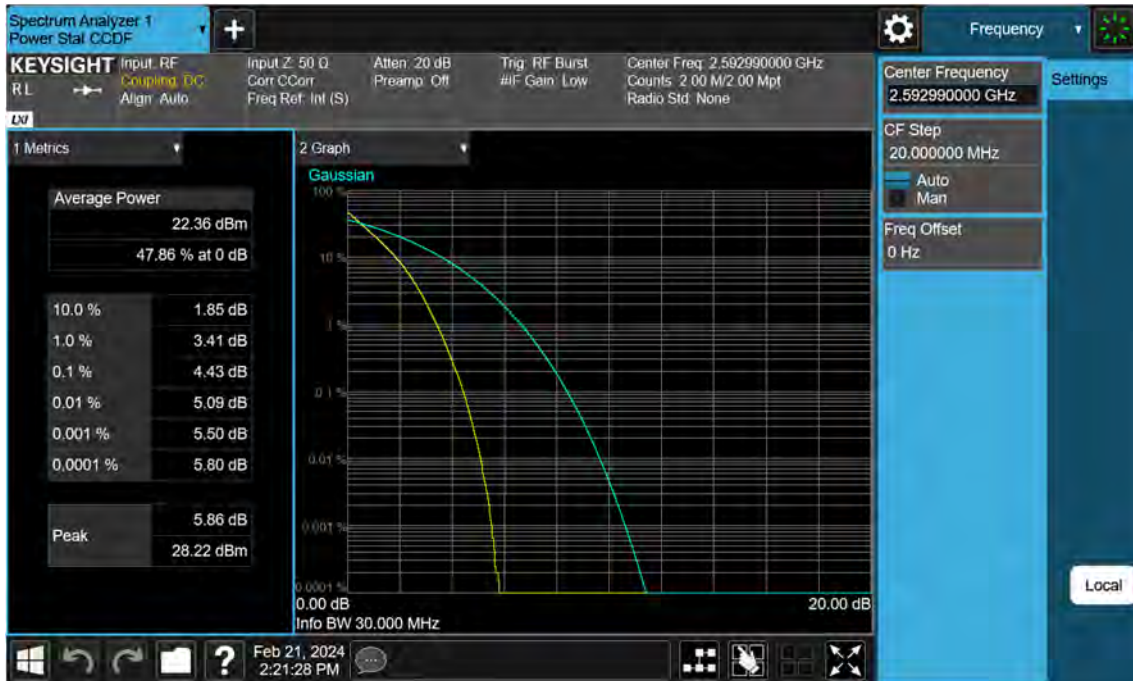 Spectrum Analyzer 1
Power Stat CCDF
Frequency
KEYSIGHT
RL
LXI
Input: RF
Coupling: DC
Align: Auto
Input Z: 50 Ω
Corr CCorr
Freq Ref: Int (S)
Atten: 20 dB
Preamp: Off
Trig: RF Burst
#IF Gain: Low
Center Freq: 2.592990000 GHz
Counts: 2.00 M/2.00 Mpt
Radio Std: None
Center Frequency
2.592990000 GHz
Settings
CF Step
20.000000 MHz
Auto
Man
Freq Offset
0 Hz
Local
1 Metrics
Average Power
22.36 dBm
47.86 % at 0 dB
10.0 % 1.85 dB
1.0 % 3.41 dB
0.1 % 4.43 dB
0.01 % 5.09 dB
0.001 % 5.50 dB
0.0001 % 5.80 dB
Peak
5.86 dB
28.22 dBm
2 Graph
Gaussian
100 %
10 %
1 %
0.1 %
0.01 %
0.001 %
0.0001 %
0.00 dB 20.00 dB
Info BW 30.000 MHz
?
Feb 21, 2024
2:21:28 PM